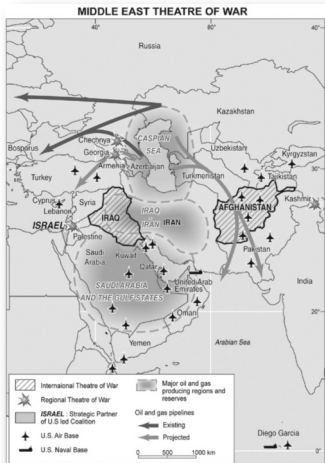 MIDDLE EAST THEATRE OF WAR
Russia
Kazakhstan
Chechnya
Bosporus
Georgia
CASPIAN
SEA
Uzbekistan
Kyrgyzstan
Armenia
Azerbaijan
Turkey
Turkmenistan
Tajikistan
Cyprus
Lebanon
Syria
IRAQ
IRAQ
IRAN
IRAN
AFGHANISTAN
Kashmir
ISRAEL
Palestine
Kuwait
Pakistan
Saudi
Arabia
Qatar
SAUDI ARABIA
AND THE GULF STATES
United Arab
Emirates
India
Oman
Yemen
Arabian Sea
Internaional Theatre of War
Regional Theatre of War
ISRAEL : Strategic Partner
of U.S led Coalition
U.S. Air Base
U.S. Naval Base
Major oil and gas
producing regions and
reserves
Oil and gas pipelines
Existing
Projected
0 500 1000 km
Diego Garcia